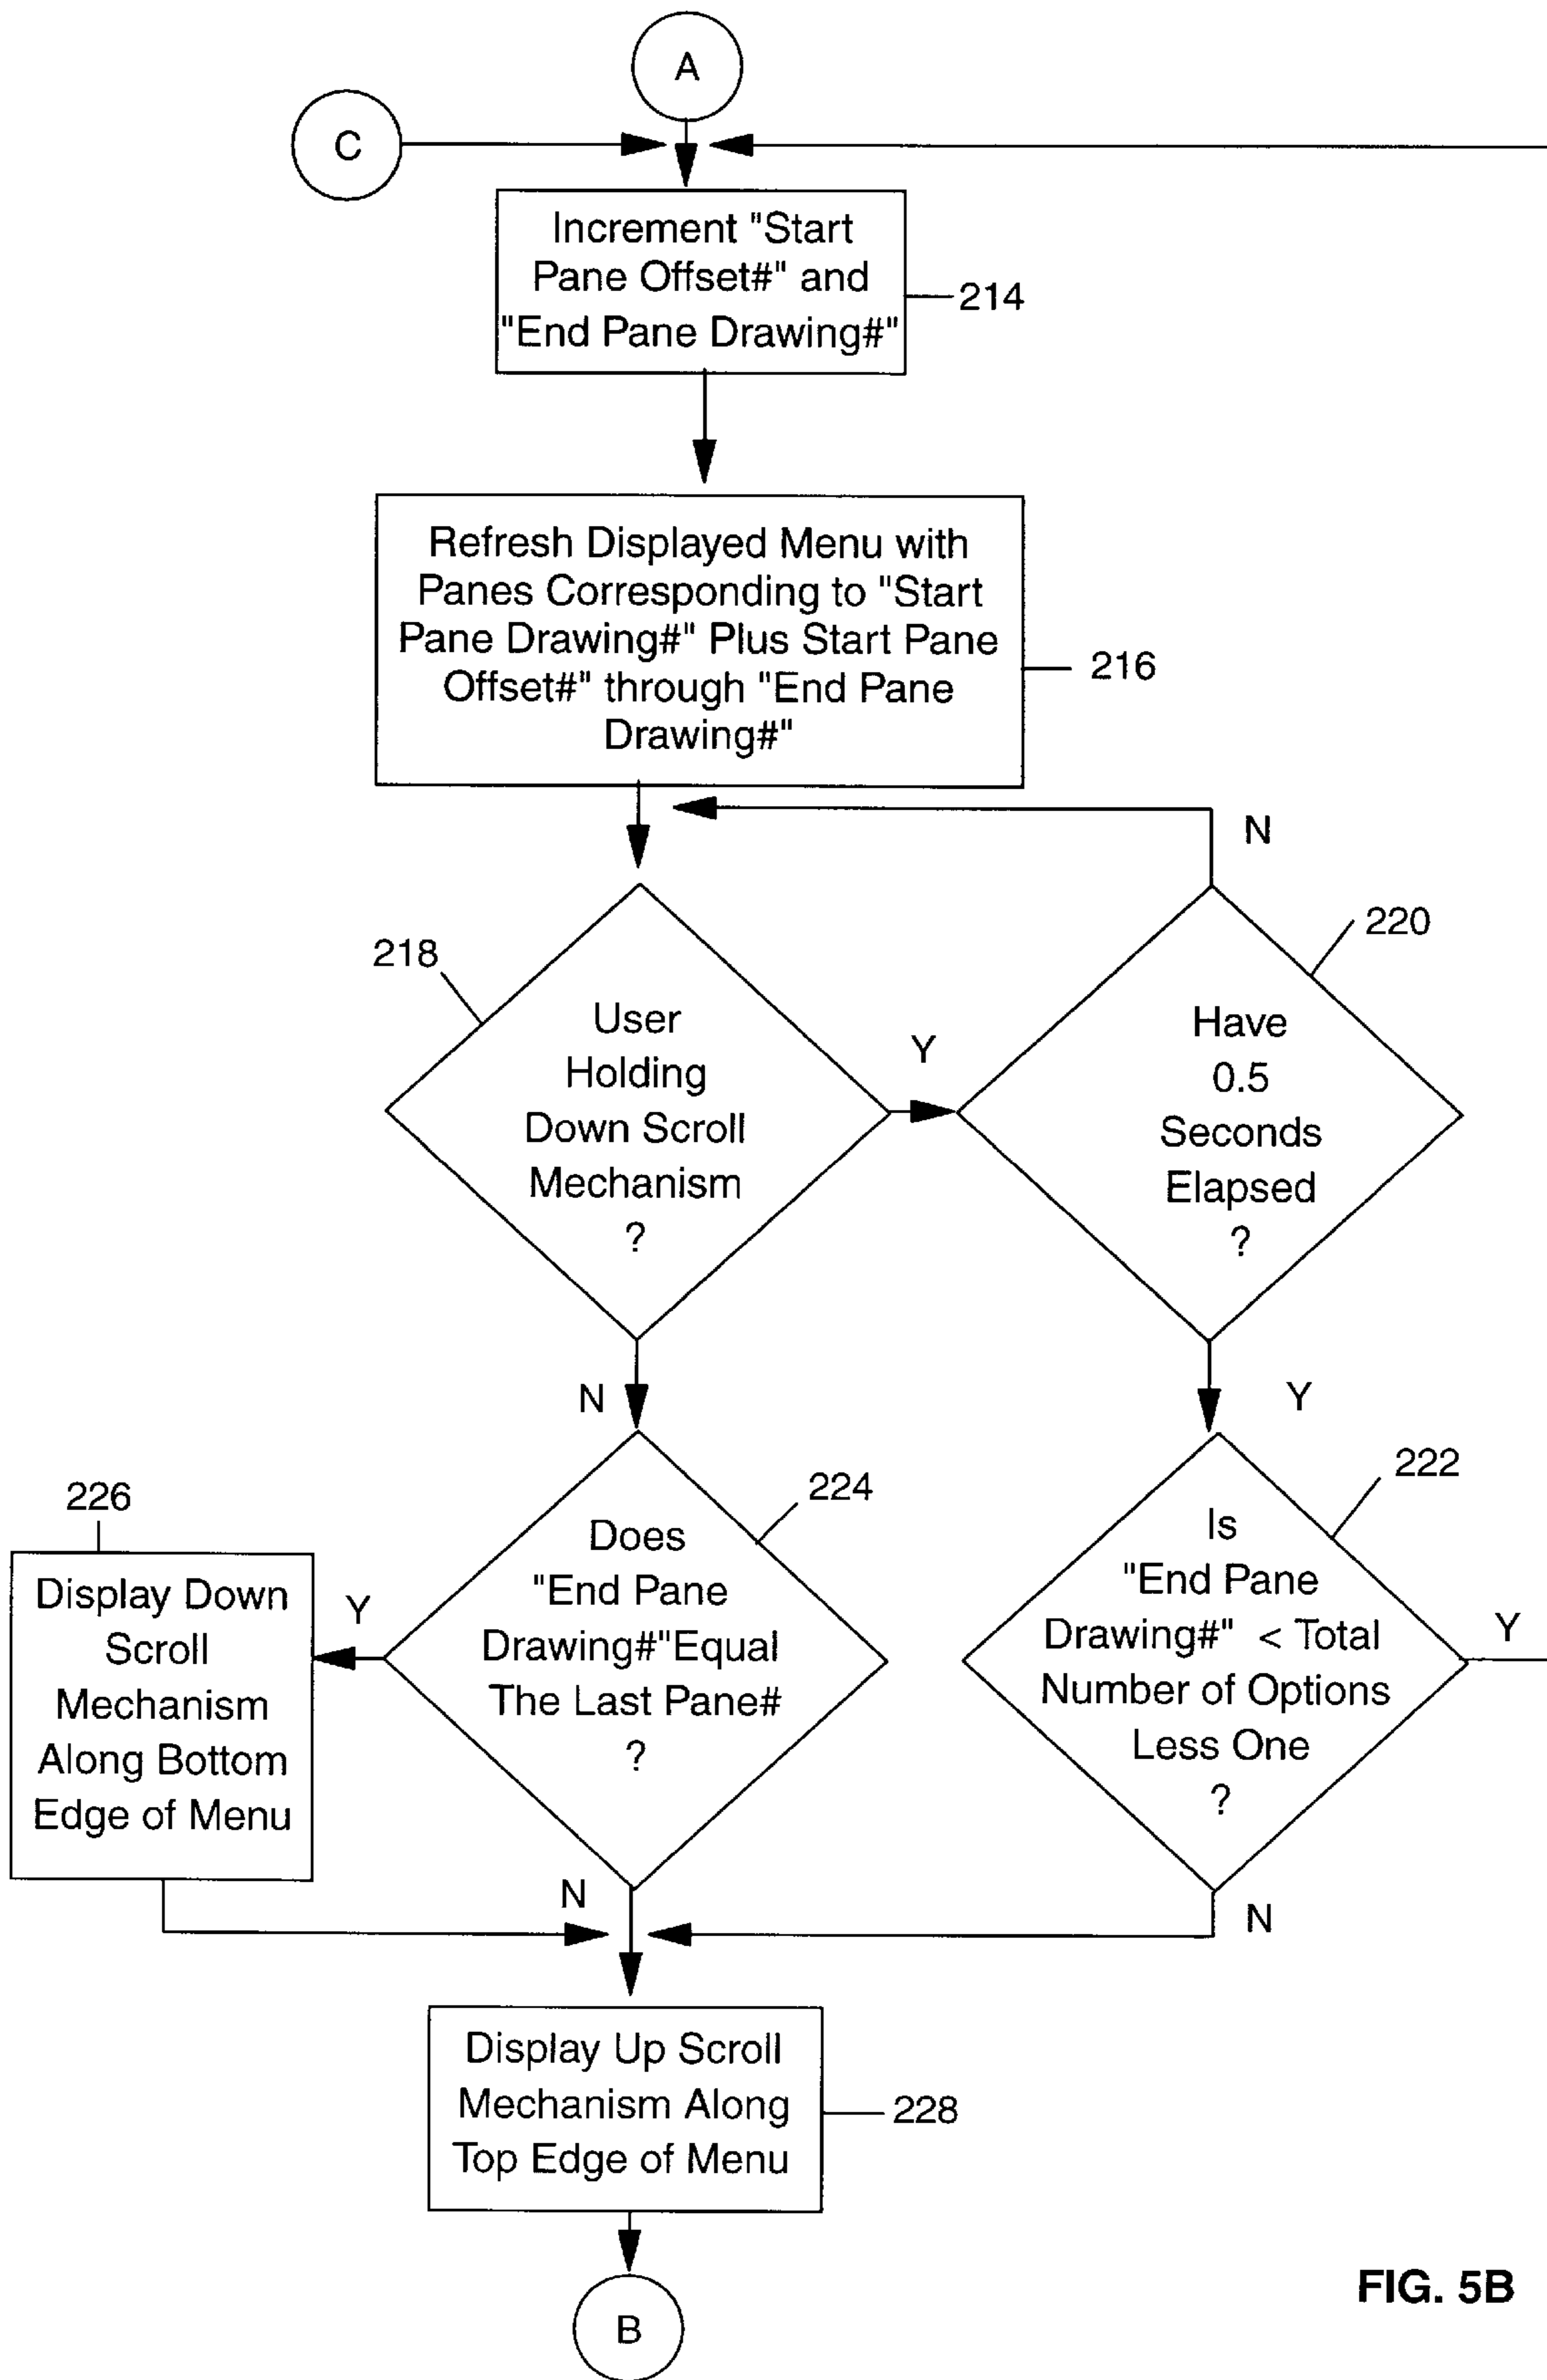 A
C
Increment "Start
Pane Offset#" and
"End Pane Drawing#"
214
Refresh Displayed Menu with
Panes Corresponding to "Start
Pane Drawing#" Plus Start Pane
Offset#" through "End Pane
Drawing#"
216
N
218
220
User
Holding
Down Scroll
Mechanism
?
Y
Have
0.5
Seconds
Elapsed
?
N
Y
226
224
222
Display Down
Scroll
Mechanism
Along Bottom
Edge of Menu
Y
Does
"End Pane
Drawing#"Equal
The Last Pane#
?
Is
"End Pane
Drawing#" < Total
Number of Options
Less One
?
Y
N
N
Display Up Scroll
Mechanism Along
Top Edge of Menu
228
B
FIG. 5B